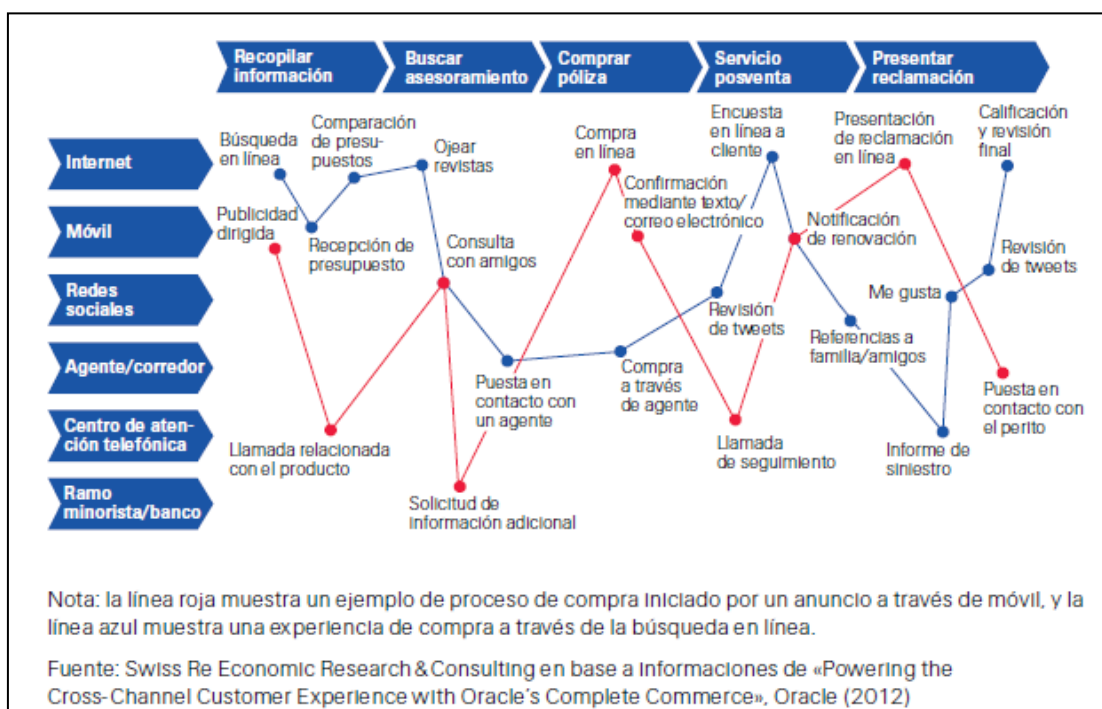 Recopilar
información
Buscar
asesoramiento
Comprar
póliza
Servicio
posventa
Presentar
reclamación
Internet
Móvil
Redes
sociales
Agente/corredor
Centro de aten-
ción telefónica
Ramo
minorista/banco
Búsqueda
en línea
Comparación
de presu-
puestos
Ojear
revistas
Compra
en línea
Encuesta
en línea a
cliente
Presentación
de reclamación
en línea
Calificación
y revisión
final
Publicidad
dirigida
Recepción de
presupuesto
Consulta
con amigos
Confirmación
mediante texto/
correo electrónico
Notificación
de renovación
Revisión
de tweets
Me gusta
Revisión
de tweets
Referencias a
familia/amigos
Puesta en
contacto con
un agente
Compra
a través
de agente
Puesta en
contacto con
el perito
Llamada relacionada
con el producto
Llamada
de seguimiento
Informe de
siniestro
Solicitud de
información adicional
Nota: la línea roja muestra un ejemplo de proceso de compra iniciado por un anuncio a través de móvil, y la
línea azul muestra una experiencia de compra a través de la búsqueda en línea.
Fuente: Swiss Re Economic Research & Consulting en base a informaciones de «Powering the
Cross-Channel Customer Experience with Oracle's Complete Commerce», Oracle (2012)